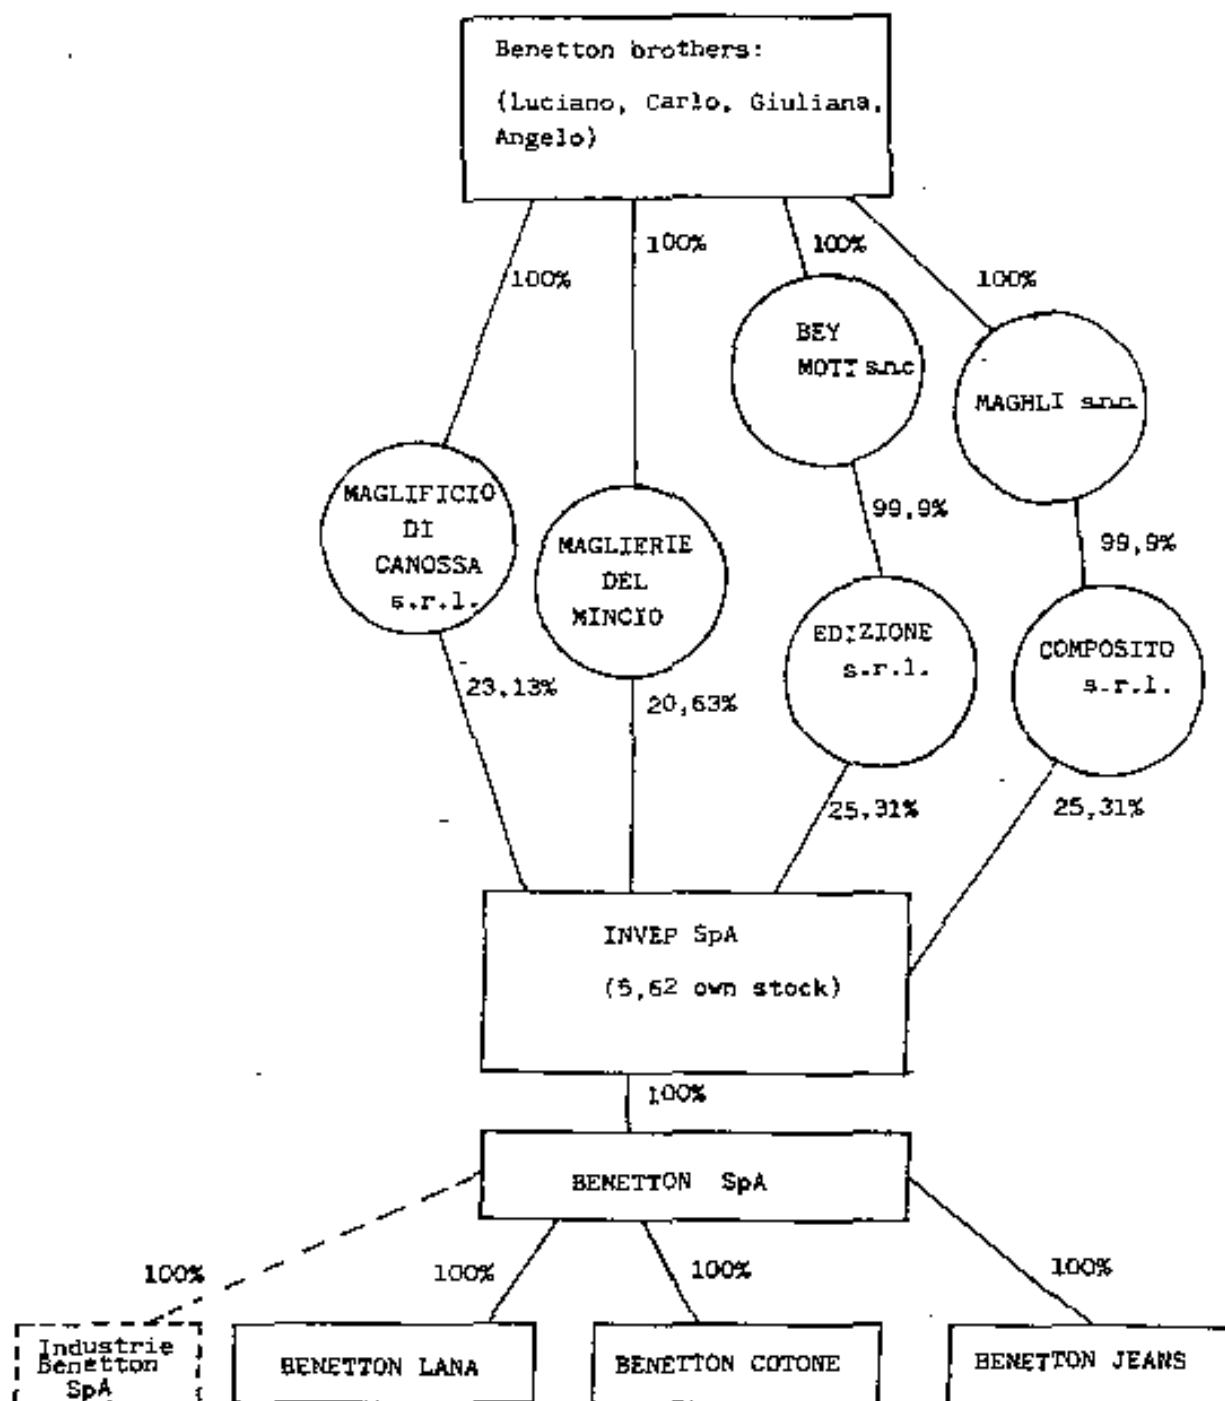 Benetton brothers:
(Luciano, Carlo, Giuliana,
Angelo)
100%
100%
100%
100%
BEY
MOTI s.n.c
MAGHLI s.n.c.
MAGLIFICIO
DI
CANOSSA
s.r.l.
MAGLIERIE
DEL
MINCIO
99,9%
99,9%
EDIZIONE
s.r.l.
COMPOSITO
s.r.l.
23,13%
20,63%
25,31%
25,31%
INVEP SpA
(5,62 own stock)
100%
BENETTON SpA
100%
100%
100%
100%
Industrie
Benetton
SpA
BENETTON LANA
BENETTON COTONE
BENETTON JEANS